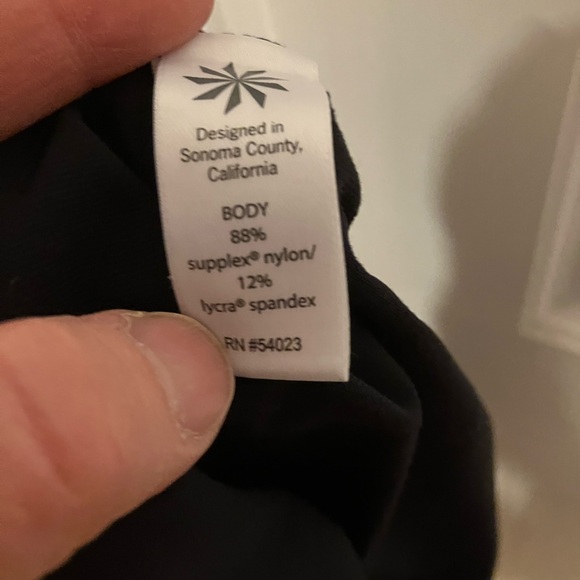 Designed in
Sonoma County,
California
BODY
88%
supplex® nylon/
12%
lycra® spandex
RN #54023